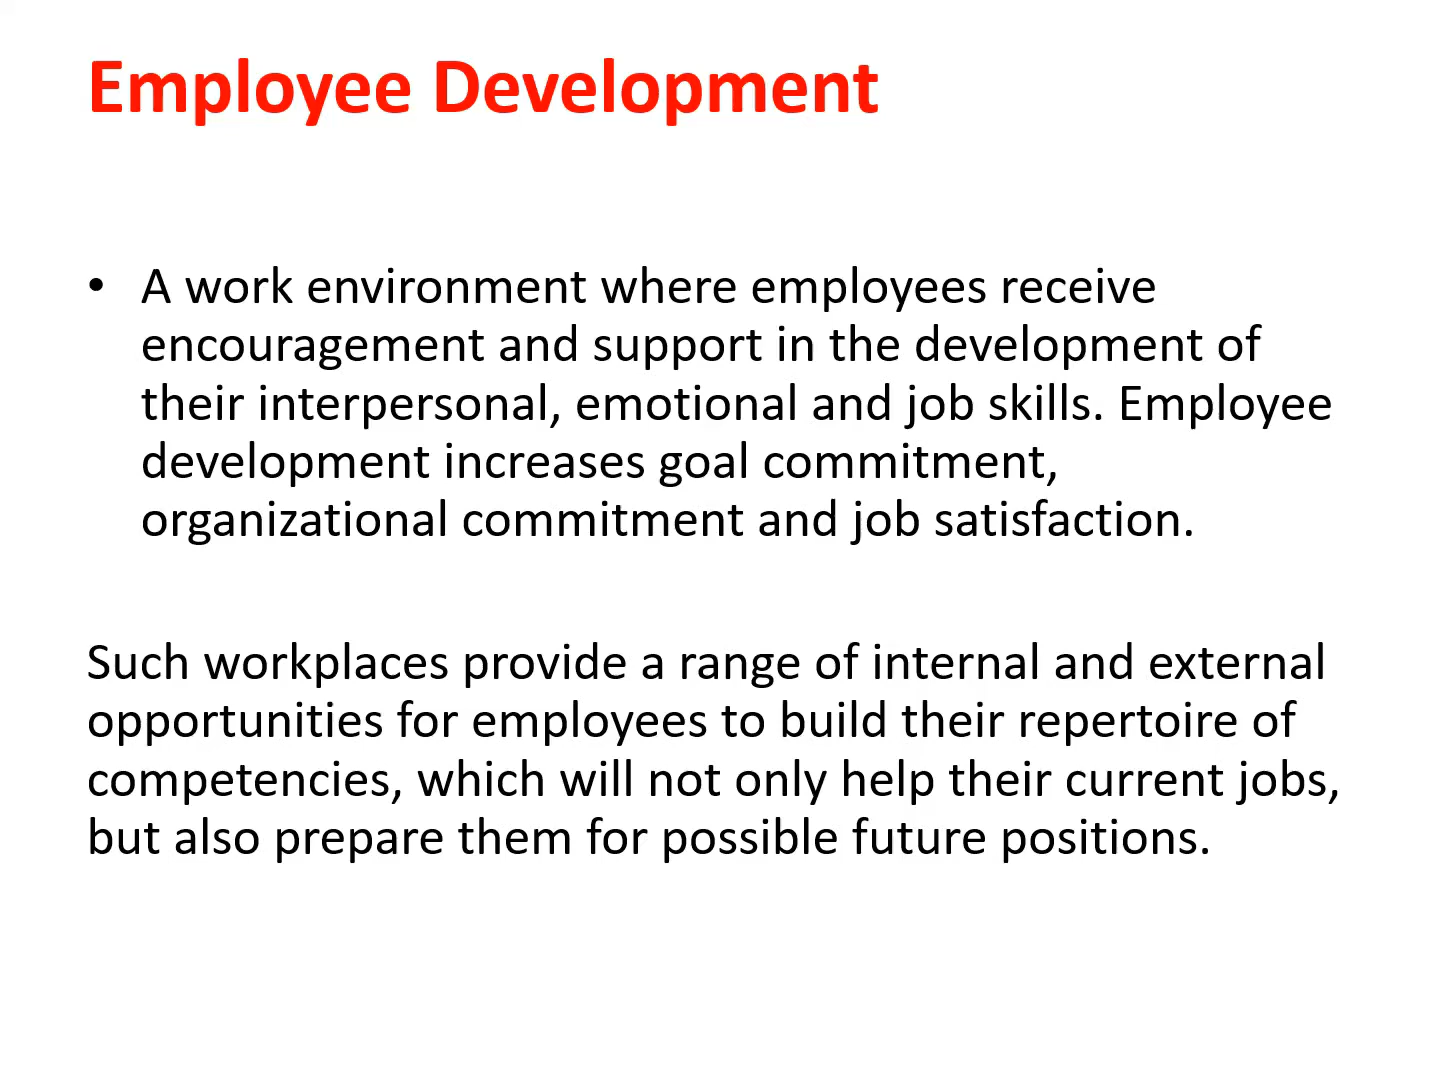 Employee Development
• A work environment where employees receive
encouragement and support in the development of
their interpersonal, emotional and job skills. Employee
development increases goal commitment,
organizational commitment and job satisfaction.
Such workplaces provide a range of internal and external
opportunities for employees to build their repertoire of
competencies, which will not only help their current jobs,
but also prepare them for possible future positions.